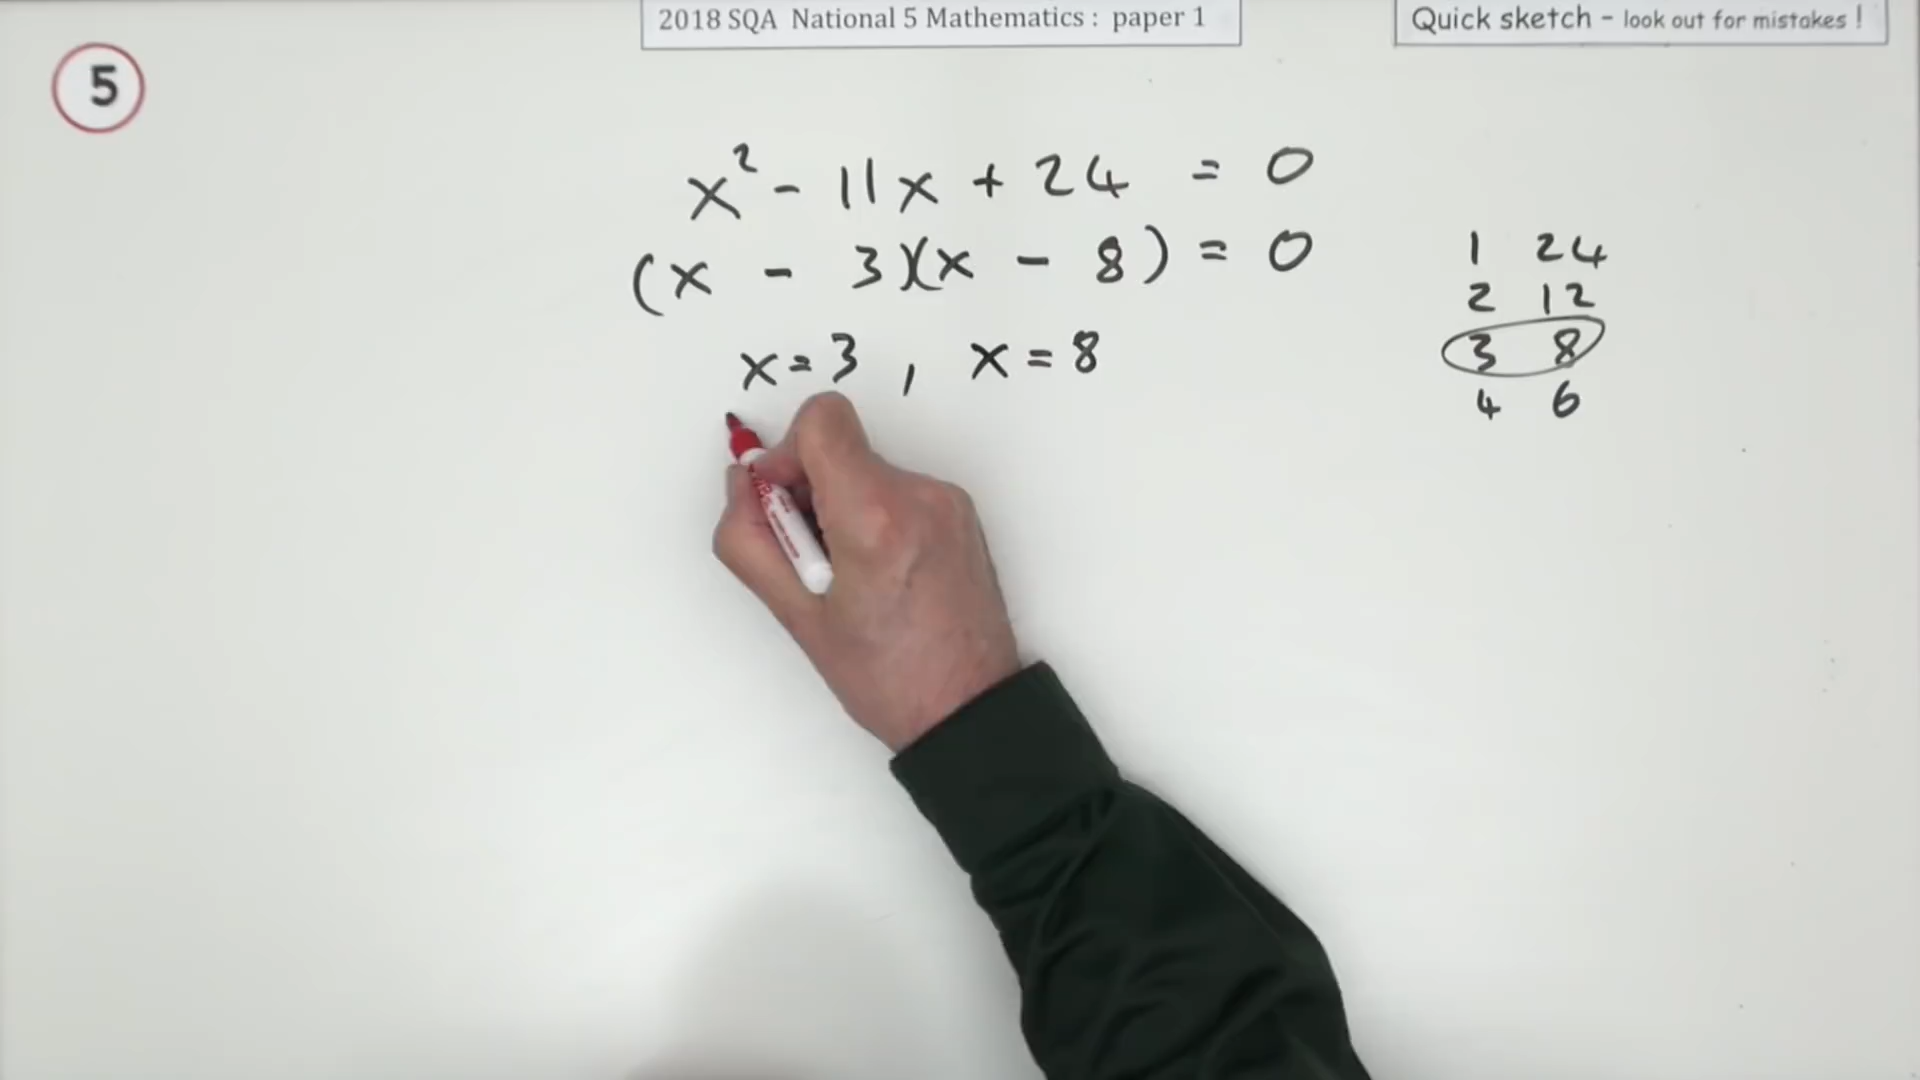 2018 SQA National 5 Mathematics : paper 1
Quick sketch - look out for mistakes !
5
x² - 11x + 24 = 0
(x - 3)(x - 8) = 0
x = 3 , x = 8
1 24
2 12
3 8
4 6